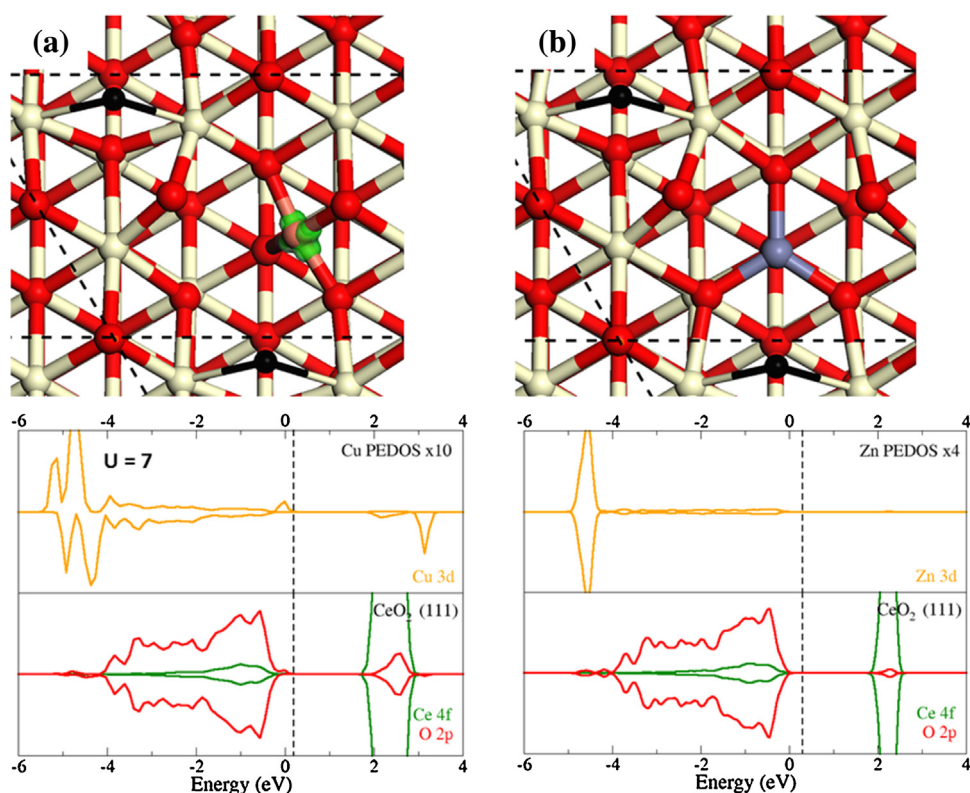 (a)
(b)
-6 -4 -2 0 2 4
-6 -4 -2 0 2 4
U = 7
Cu PEDOS x10
Cu 3d
Zn PEDOS x4
Zn 3d
CeO₂ (111)
Ce 4f
O 2p
CeO₂ (111)
Ce 4f
O 2p
-6 -4 -2 0 2 4
-6 -4 -2 0 2 4
Energy (eV)
Energy (eV)